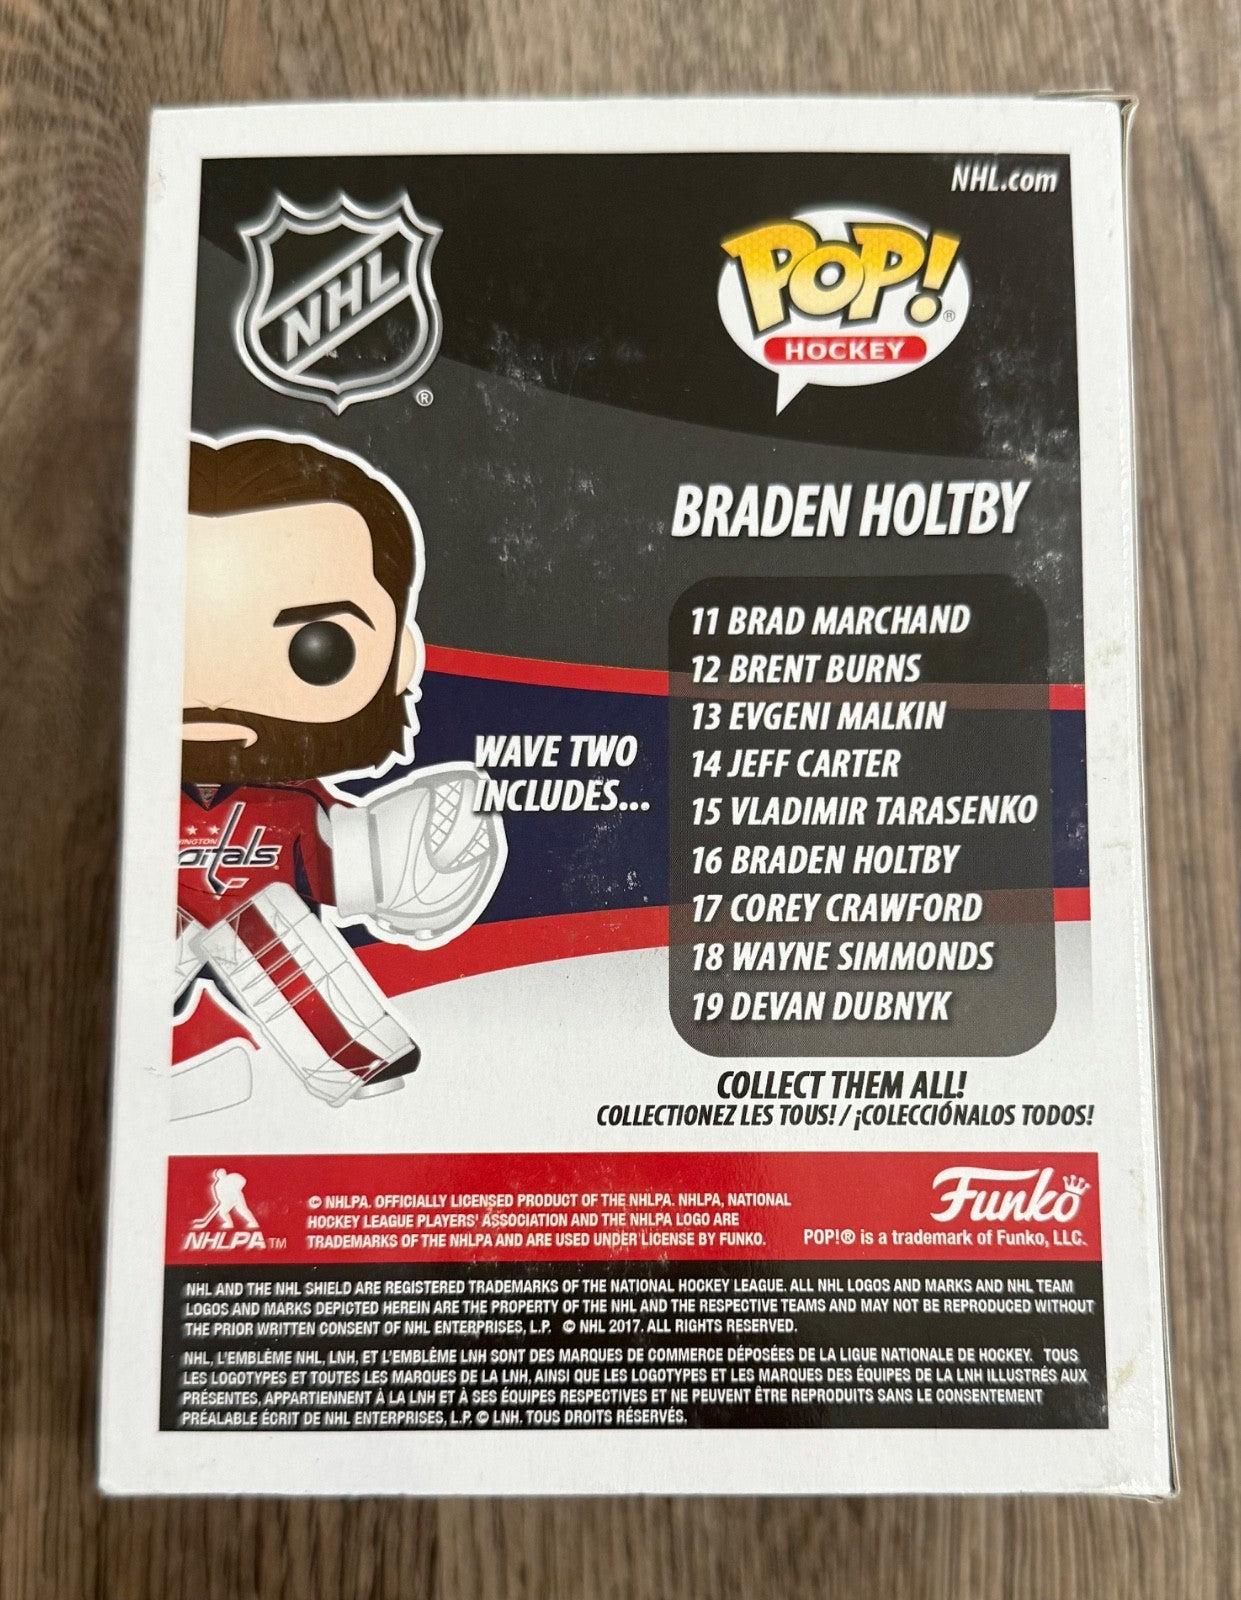 NHL.com
NHL
®
POP!
®
HOCKEY
BRADEN HOLTBY
WAVE TWO
INCLUDES...
11 BRAD MARCHAND
12 BRENT BURNS
13 EVGENI MALKIN
14 JEFF CARTER
15 VLADIMIR TARASENKO
16 BRADEN HOLTBY
17 COREY CRAWFORD
18 WAYNE SIMMONDS
19 DEVAN DUBNYK
COLLECT THEM ALL!
COLLECTIONEZ LES TOUS! / ¡COLECCIÓNALOS TODOS!
NHLPA TM
© NHLPA. OFFICIALLY LICENSED PRODUCT OF THE NHLPA. NHLPA, NATIONAL
HOCKEY LEAGUE PLAYERS' ASSOCIATION AND THE NHLPA LOGO ARE
TRADEMARKS OF THE NHLPA AND ARE USED UNDER LICENSE BY FUNKO.
Funko
POP!® is a trademark of Funko, LLC.
NHL AND THE NHL SHIELD ARE REGISTERED TRADEMARKS OF THE NATIONAL HOCKEY LEAGUE. ALL NHL LOGOS AND MARKS AND NHL TEAM
LOGOS AND MARKS DEPICTED HEREIN ARE THE PROPERTY OF THE NHL AND THE RESPECTIVE TEAMS AND MAY NOT BE REPRODUCED WITHOUT
THE PRIOR WRITTEN CONSENT OF NHL ENTERPRISES, L.P. © NHL 2017. ALL RIGHTS RESERVED.
NHL, L'EMBLÈME NHL, LNH, ET L'EMBLÈME LNH SONT DES MARQUES DE COMMERCE DÉPOSÉES DE LA LIGUE NATIONALE DE HOCKEY. TOUS
LES LOGOTYPES ET TOUTES LES MARQUES DE LA LNH, AINSI QUE LES LOGOTYPES ET LES MARQUES DES ÉQUIPES DE LA LNH ILLUSTRÉS AUX
PRÉSENTES, APPARTIENNENT À LA LNH ET À SES ÉQUIPES RESPECTIVES ET NE PEUVENT ÊTRE REPRODUITS SANS LE CONSENTEMENT
PRÉALABLE ÉCRIT DE NHL ENTERPRISES, L.P. © LNH. TOUS DROITS RÉSERVÉS.